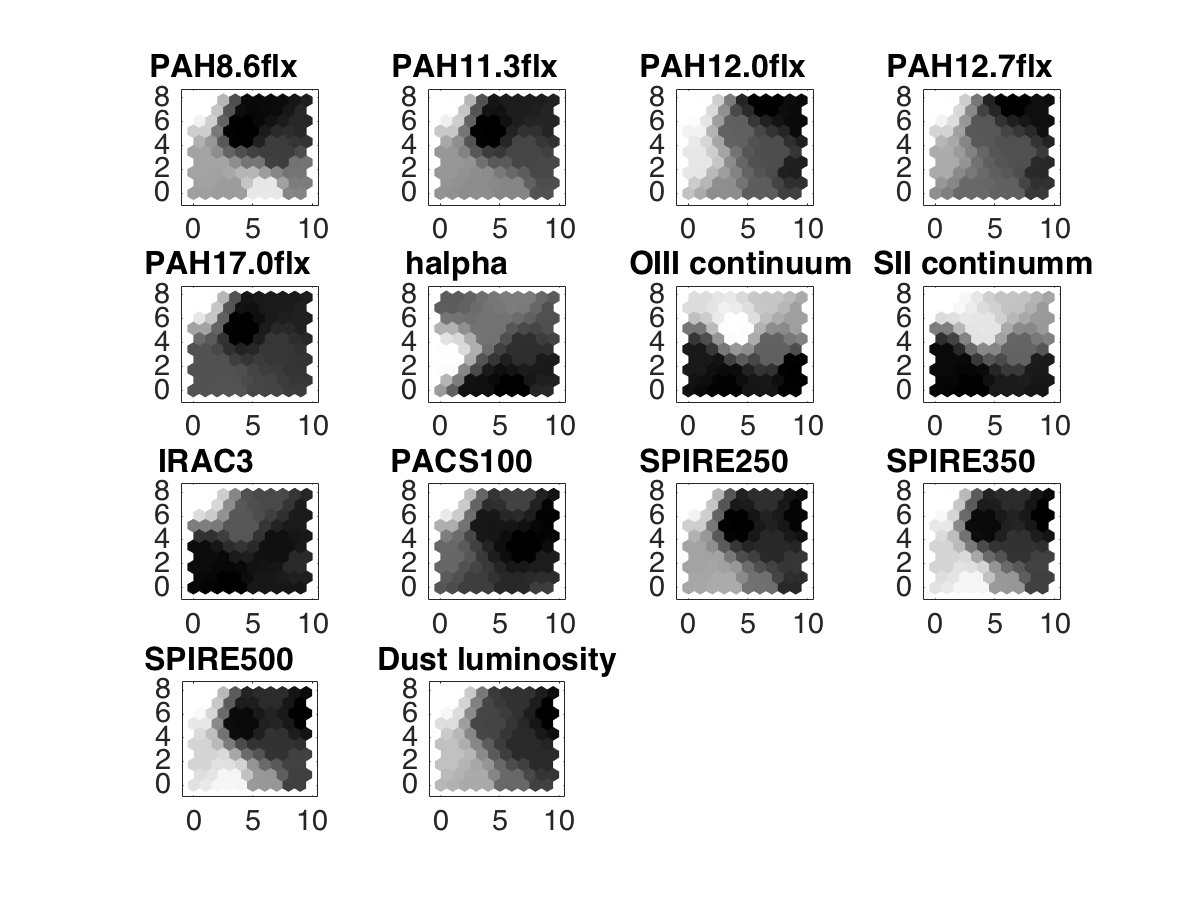 PAH8.6flx PAH11.3flx PAH12.0flx PAH12.7flx
8 8 8 8
6 6 6 6
4 4 4 4
2 2 2 2
0 0 0 0
0 5 10 0 5 10 0 5 10 0 5 10
PAH17.0flx halpha OIII continuum SII continumm
8 8 8 8
6 6 6 6
4 4 4 4
2 2 2 2
0 0 0 0
0 5 10 0 5 10 0 5 10 0 5 10
IRAC3 PACS100 SPIRE250 SPIRE350
8 8 8 8
6 6 6 6
4 4 4 4
2 2 2 2
0 0 0 0
0 5 10 0 5 10 0 5 10 0 5 10
SPIRE500 Dust luminosity
8 8
6 6
4 4
2 2
0 0
0 5 10 0 5 10